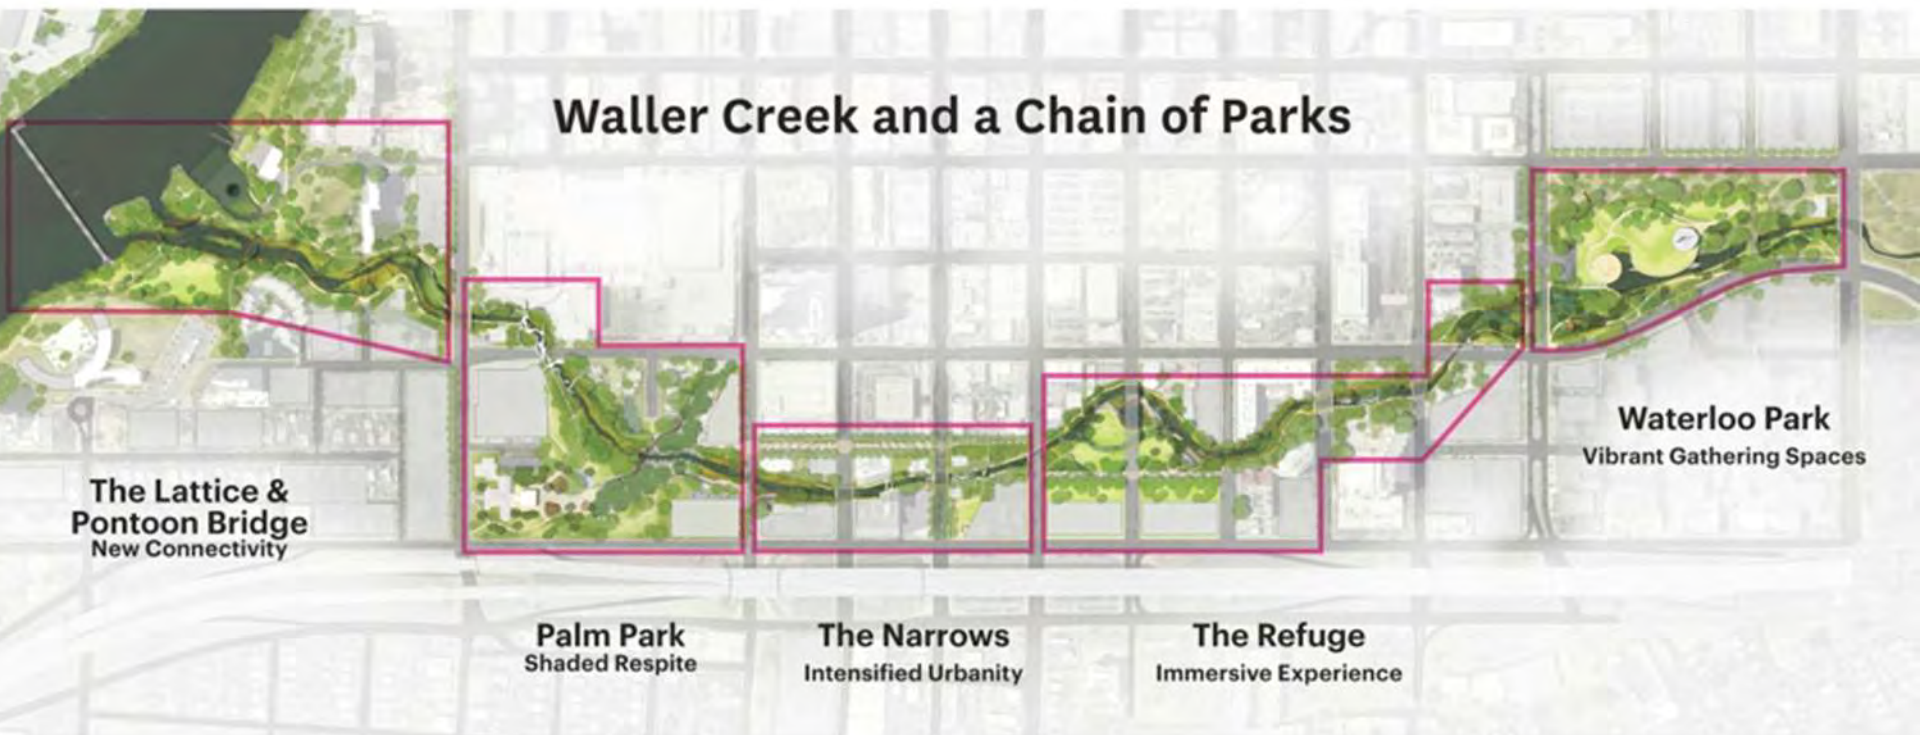 Waller Creek and a Chain of Parks
The Lattice &
Pontoon Bridge
New Connectivity
Palm Park
Shaded Respite
The Narrows
Intensified Urbanity
The Refuge
Immersive Experience
Waterloo Park
Vibrant Gathering Spaces